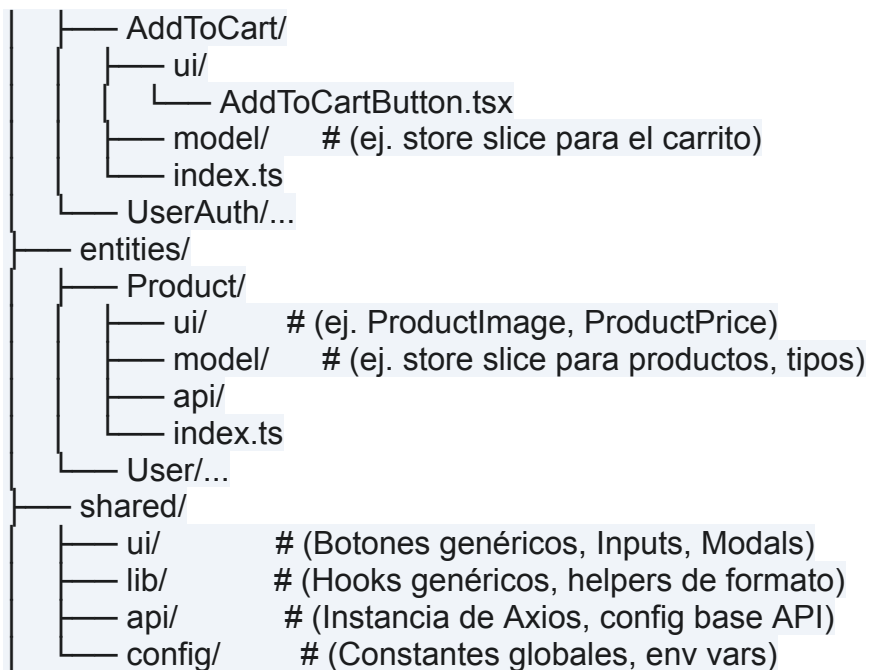 │   ├── AddToCart/
│   │   ├── ui/
│   │   │   └── AddToCartButton.tsx
│   │   ├── model/      # (ej. store slice para el carrito)
│   │   └── index.ts
│   └── UserAuth/...
├── entities/
│   ├── Product/
│   │   ├── ui/         # (ej. ProductImage, ProductPrice)
│   │   ├── model/      # (ej. store slice para productos, tipos)
│   │   ├── api/
│   │   └── index.ts
│   └── User/...
├── shared/
│   ├── ui/             # (Botones genéricos, Inputs, Modals)
│   ├── lib/            # (Hooks genéricos, helpers de formato)
│   ├── api/            # (Instancia de Axios, config base API)
│   └── config/         # (Constantes globales, env vars)